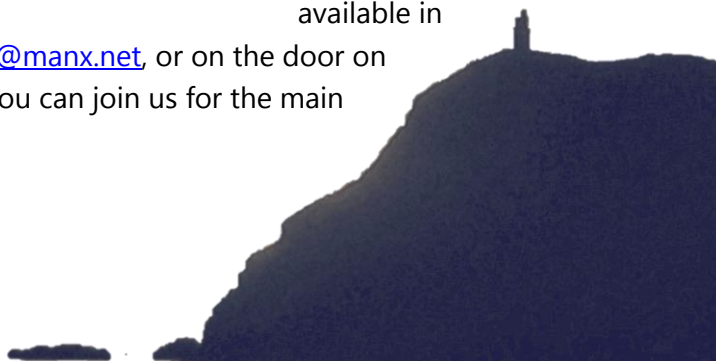 available in
@manx.net, or on the door on
ou can join us for the main